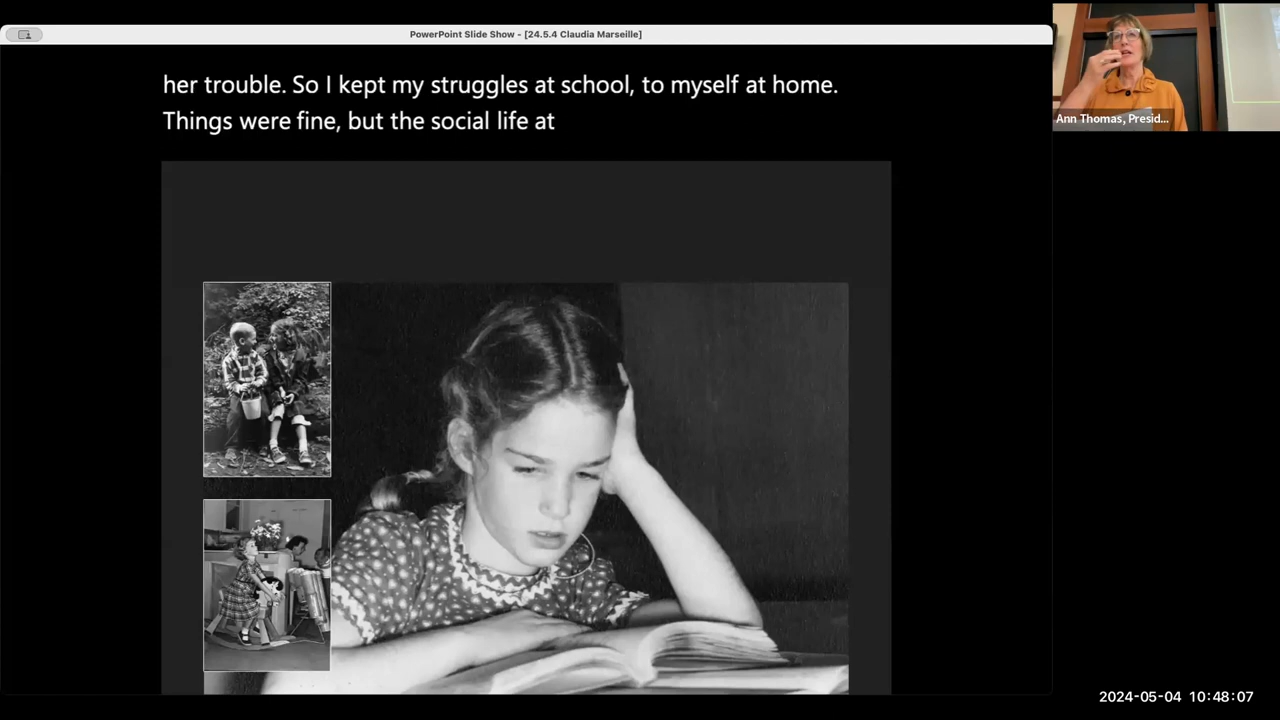 PowerPoint Slide Show - [24.5.4 Claudia Marseille]
her trouble. So I kept my struggles at school, to myself at home.
Things were fine, but the social life at
Ann Thomas, Presid...
2024-05-04 10:48:07